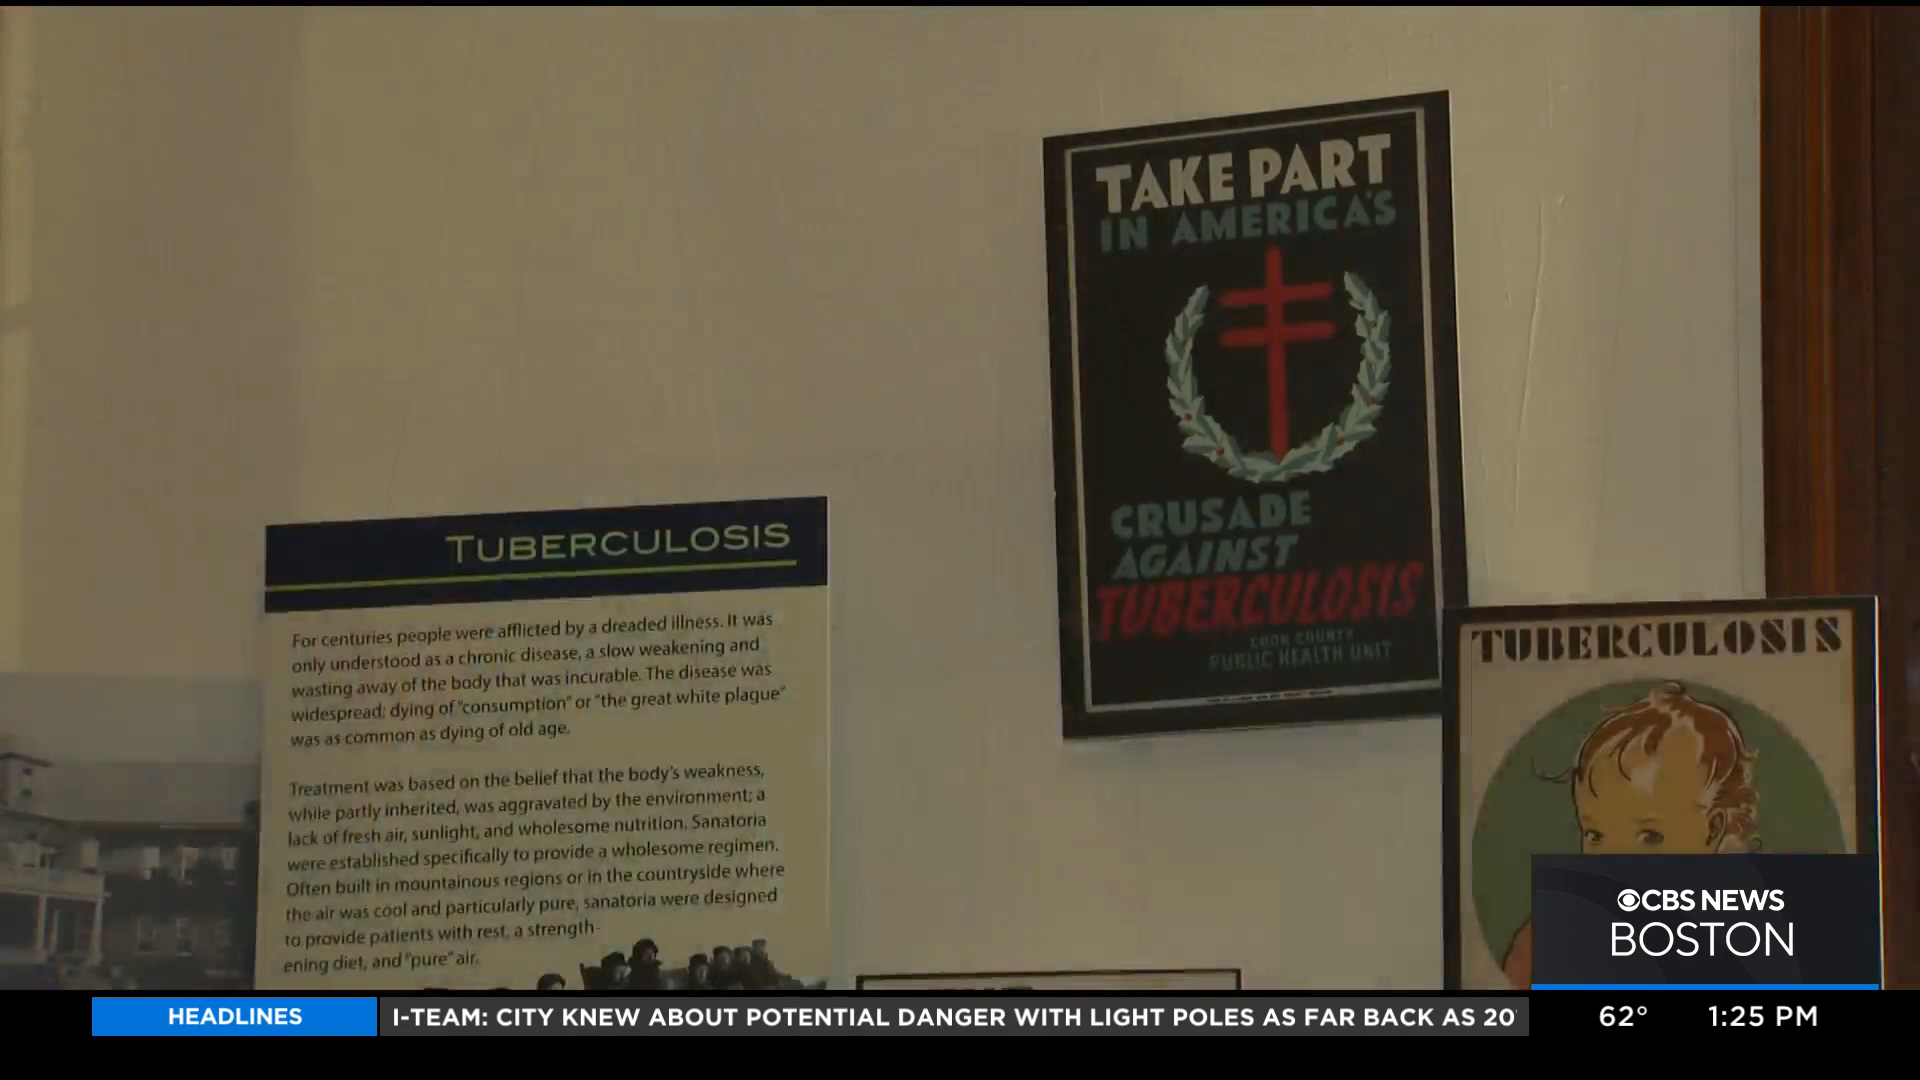 TAKE PART
IN AMERICA'S
CRUSADE
AGAINST
TUBERCULOSIS
COOK COUNTY
PUBLIC HEALTH UNIT
TUBERCULOSIS
For centuries people were afflicted by a dreaded illness. It was
only understood as a chronic disease, a slow weakening and
wasting away of the body that was incurable. The disease was
widespread; dying of "consumption" or "the great white plague"
was as common as dying of old age.
Treatment was based on the belief that the body's weakness,
while partly inherited, was aggravated by the environment; a
lack of fresh air, sunlight, and wholesome nutrition. Sanatoria
were established specifically to provide a wholesome regimen.
Often built in mountainous regions or in the countryside where
the air was cool and particularly pure, sanatoria were designed
to provide patients with rest, a strength-
ening diet, and "pure" air.
TUBERCULOSIS
CBS NEWS
BOSTON
HEADLINES
I-TEAM: CITY KNEW ABOUT POTENTIAL DANGER WITH LIGHT POLES AS FAR BACK AS 20
62°
1:25 PM